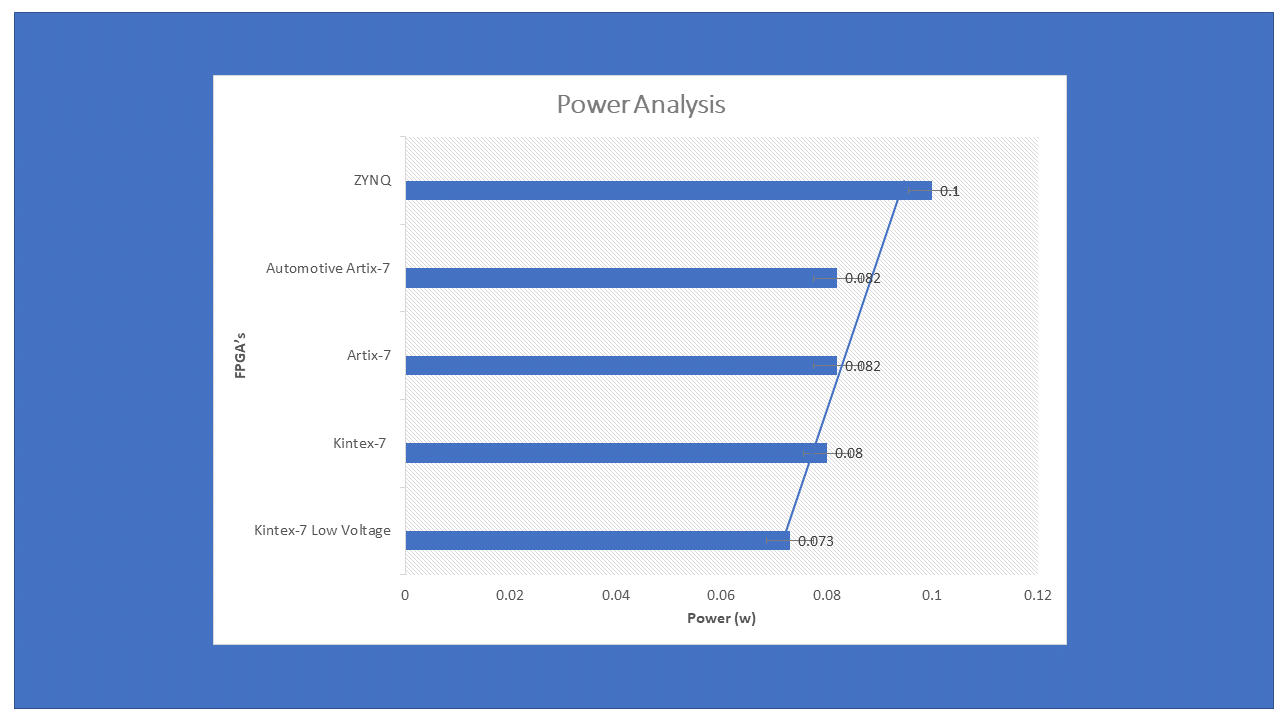 Power Analysis
ZYNQ
0.1
Automotive Artix-7
0.082
Artix-7
0.082
FPGA's
Kintex-7
0.08
Kintex-7 Low Voltage
0.073
0 0.02 0.04 0.06 0.08 0.1 0.12
Power (w)